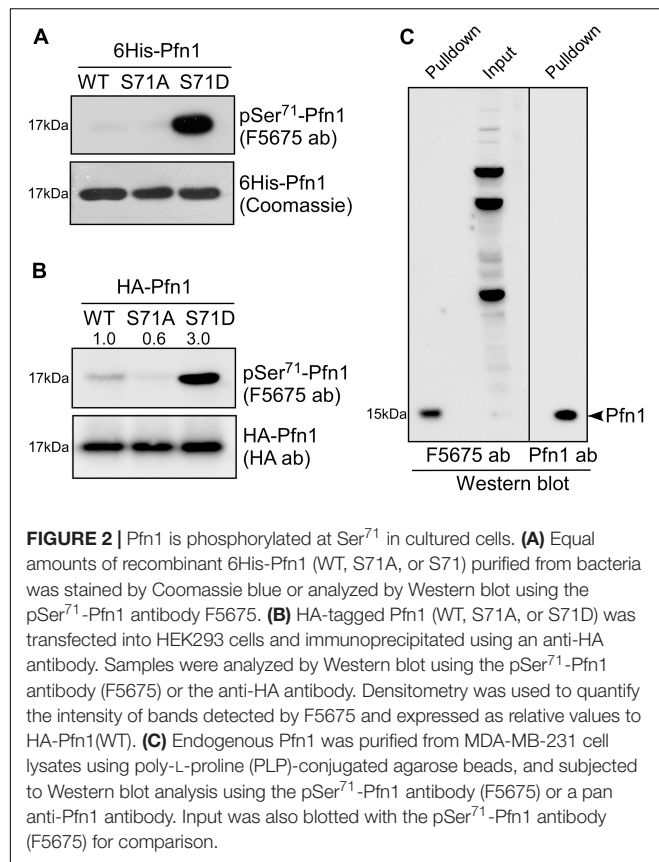 A
6His-Pfn1
WT S71A S71D
17kDa
pSer⁷¹-Pfn1
(F5675 ab)
17kDa
6His-Pfn1
(Coomassie)
B
HA-Pfn1
WT S71A S71D
1.0 0.6 3.0
17kDa
pSer⁷¹-Pfn1
(F5675 ab)
17kDa
HA-Pfn1
(HA ab)
C
Pulldown Input Pulldown
15kDa
Pfn1
F5675 ab Pfn1 ab
Western blot
FIGURE 2 | Pfn1 is phosphorylated at Ser⁷¹ in cultured cells. (A) Equal
amounts of recombinant 6His-Pfn1 (WT, S71A, or S71) purified from bacteria
was stained by Coomassie blue or analyzed by Western blot using the
pSer⁷¹-Pfn1 antibody F5675. (B) HA-tagged Pfn1 (WT, S71A, or S71D) was
transfected into HEK293 cells and immunoprecipitated using an anti-HA
antibody. Samples were analyzed by Western blot using the pSer⁷¹-Pfn1
antibody (F5675) or the anti-HA antibody. Densitometry was used to quantify
the intensity of bands detected by F5675 and expressed as relative values to
HA-Pfn1(WT). (C) Endogenous Pfn1 was purified from MDA-MB-231 cell
lysates using poly-L-proline (PLP)-conjugated agarose beads, and subjected
to Western blot analysis using the pSer⁷¹-Pfn1 antibody (F5675) or a pan
anti-Pfn1 antibody. Input was also blotted with the pSer⁷¹-Pfn1 antibody
(F5675) for comparison.